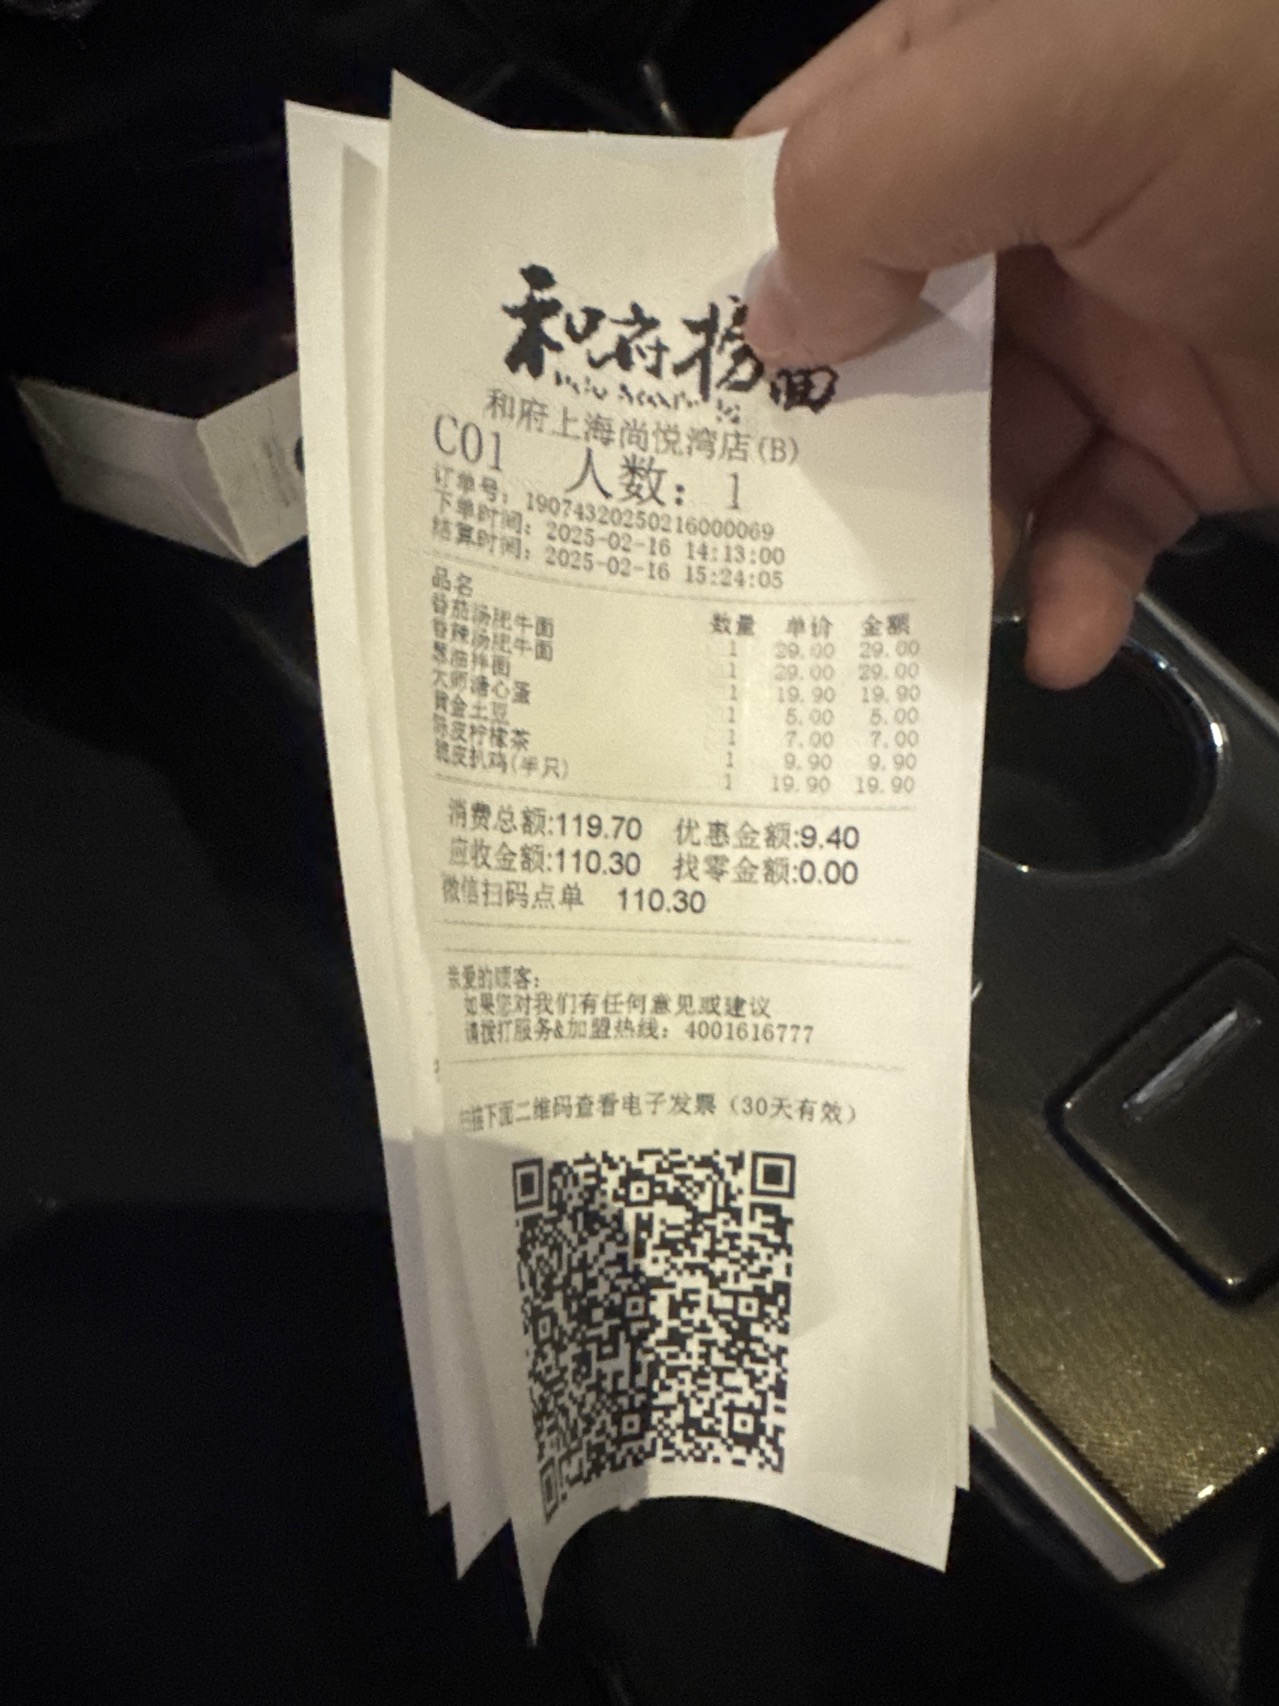 和府捞面
和府上海尚悦湾店(B)
C01 人数: 1
订单号: 19074320250216000069
下单时间: 2025-02-16 14:13:00
结算时间: 2025-02-16 15:24:05
品名 数量 单价 金额
番茄汤肥牛面 1 29.00 29.00
香辣汤肥牛面 1 29.00 29.00
葱油拌面 1 19.90 19.90
大师溏心蛋 1 5.00 5.00
黄金土豆 1 7.00 7.00
陈皮柠檬茶 1 9.90 9.90
脆皮扒鸡(半只) 1 19.90 19.90
消费总额:119.70 优惠金额:9.40
应收金额:110.30 找零金额:0.00
微信扫码点单 110.30
亲爱的顾客:
如果您对我们有任何意见或建议
请拨打服务&加盟热线: 4001616777
扫描下面二维码查看电子发票（30天有效）